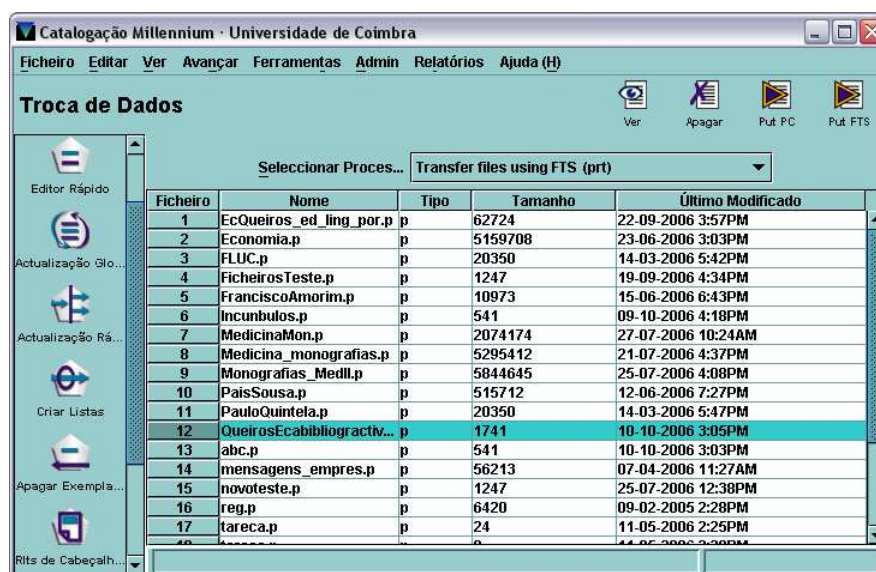 Catalogação Millennium · Universidade de Coimbra
Ficheiro Editar Ver Avançar Ferramentas Admin Relatórios Ajuda (H)
Troca de Dados
Ver Apagar Put PC Put FTS
Seleccionar Proces... Transfer files using FTS (prt)
Editor Rápido
Actualização Glo...
Actualização Rá...
Criar Listas
Apagar Exempla...
Rlts de Cabeçalh...
Ficheiro Nome Tipo Tamanho Último Modificado
1 EcQueiros_ed_ling_por.p p 62724 22-09-2006 3:57PM
2 Economia.p p 5159708 23-06-2006 3:03PM
3 FLUC.p p 20350 14-03-2006 5:42PM
4 FicheirosTeste.p p 1247 19-09-2006 4:34PM
5 FranciscoAmorim.p p 10973 15-06-2006 6:43PM
6 Incunbulos.p p 541 09-10-2006 4:18PM
7 MedicinaMon.p p 2074174 27-07-2006 10:24AM
8 Medicina_monografias.p p 5295412 21-07-2006 4:37PM
9 Monografias_MedII.p p 5844645 25-07-2006 4:08PM
10 PaisSousa.p p 515712 12-06-2006 7:27PM
11 PauloQuintela.p p 20350 14-03-2006 5:47PM
12 QueirosEcabibliogractiv... p 1741 10-10-2006 3:05PM
13 abc.p p 541 10-10-2006 3:03PM
14 mensagens_empres.p p 56213 07-04-2006 11:27AM
15 novoteste.p p 1247 25-07-2006 12:38PM
16 reg.p p 6420 09-02-2005 2:28PM
17 tareca.p p 24 11-05-2006 2:25PM